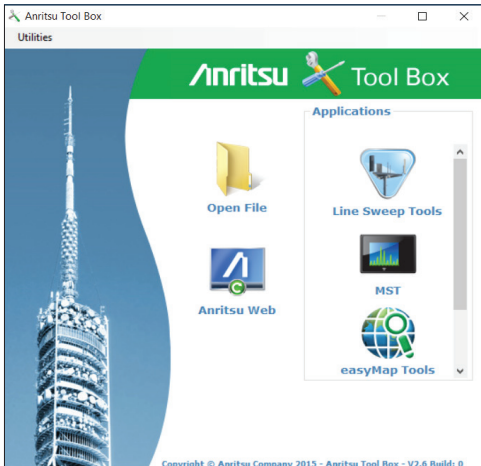 Anritsu Tool Box
Utilities
Anritsu Tool Box
Applications
Open File
Line Sweep Tools
Anritsu Web
MST
easyMap Tools
Copyright © Anritsu Company 2015 - Anritsu Tool Box - V2.6 Build: 0